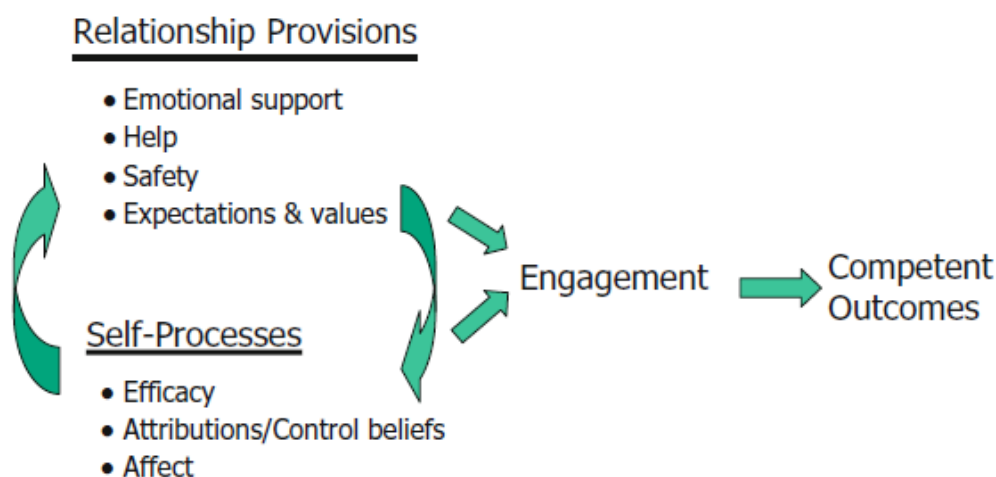 Relationship Provisions
• Emotional support
• Help
• Safety
• Expectations & values
Engagement
Competent
Outcomes
Self-Processes
• Efficacy
• Attributions/Control beliefs
• Affect